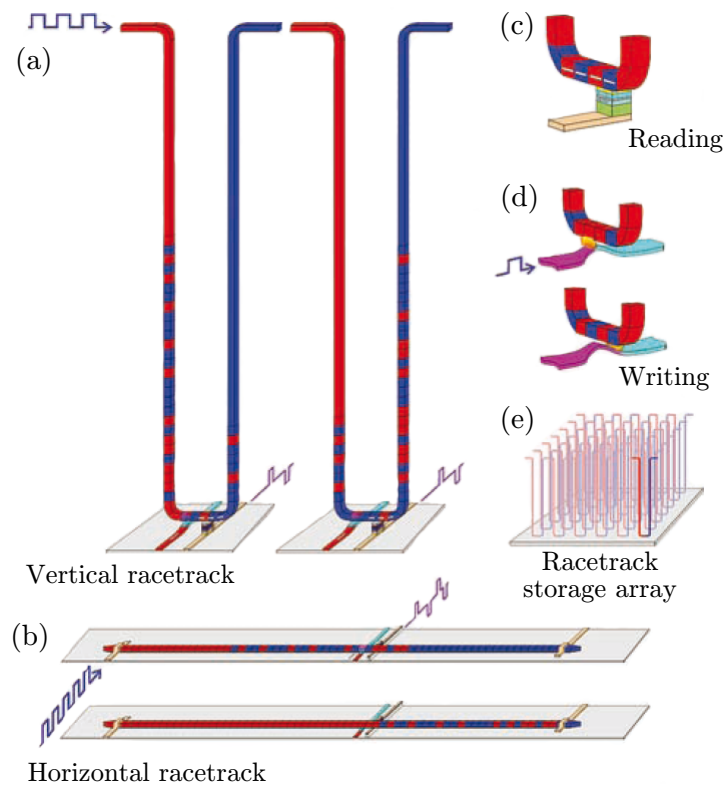 (a)
Vertical racetrack
(b)
Horizontal racetrack
(c)
Reading
(d)
Writing
(e)
Racetrack
storage array